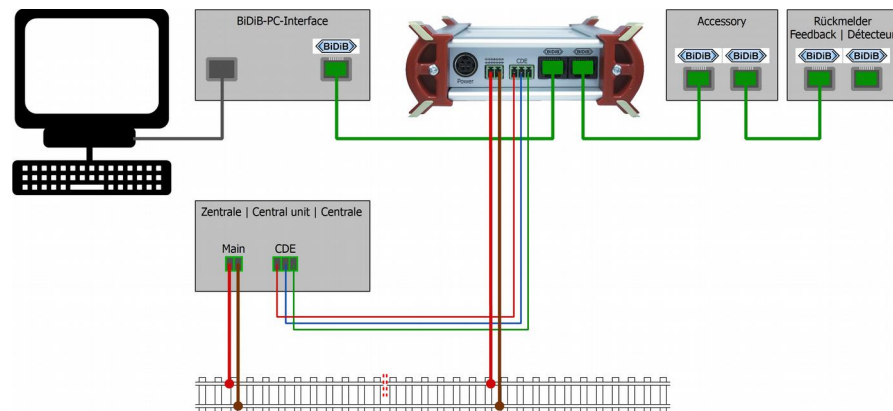 BiDiB-PC-Interface
BiDiB
Power
CDE
BiDiB
BiDiB
Accessory
BiDiB
BiDiB
Rückmelder
Feedback | Détecteur
BiDiB
BiDiB
Zentrale | Central unit | Centrale
Main
CDE